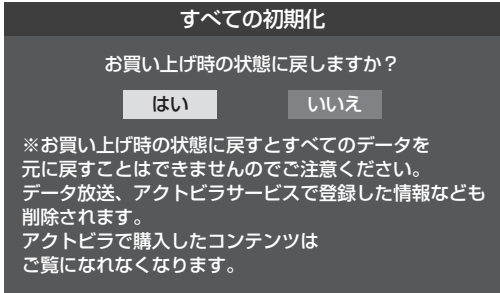 すべての初期化
お買い上げ時の状態に戻しますか？
はい いいえ
※お買い上げ時の状態に戻すとすべてのデータを
元に戻すことはできませんのでご注意ください。
データ放送、アクトビラサービスで登録した情報なども
削除されます。
アクトビラで購入したコンテンツは
ご覧になれなくなります。